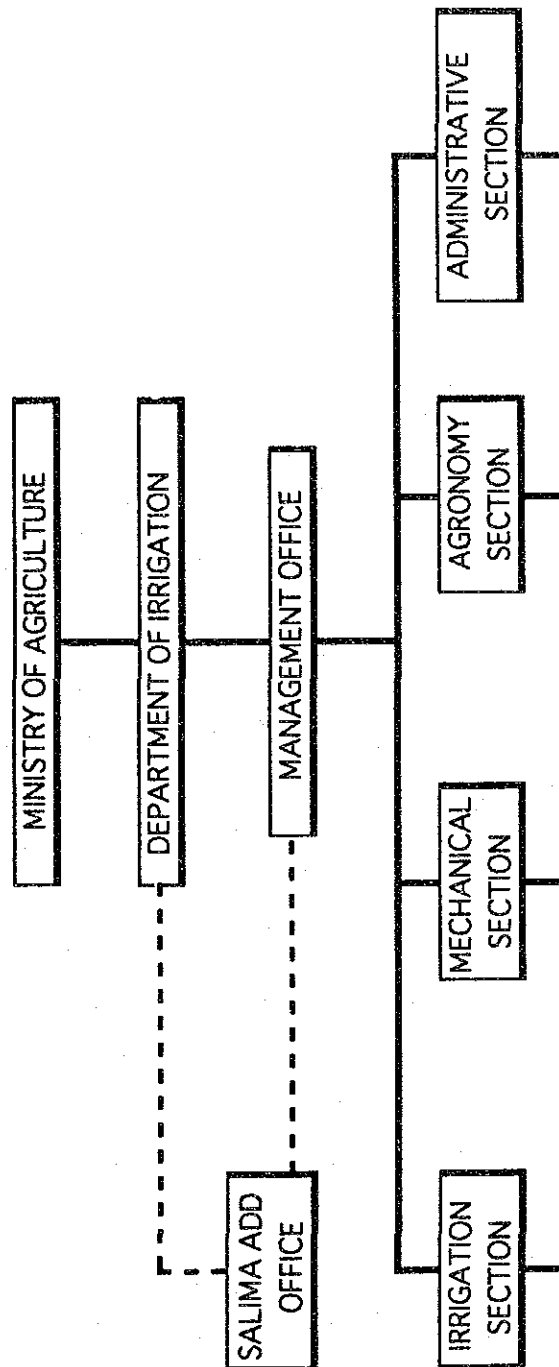 MINISTRY OF AGRICULTURE
DEPARTMENT OF IRRIGATION
SALIMA ADD
OFFICE
MANAGEMENT OFFICE
IRRIGATION
SECTION
MECHANICAL
SECTION
AGRONOMY
SECTION
ADMINISTRATIVE
SECTION